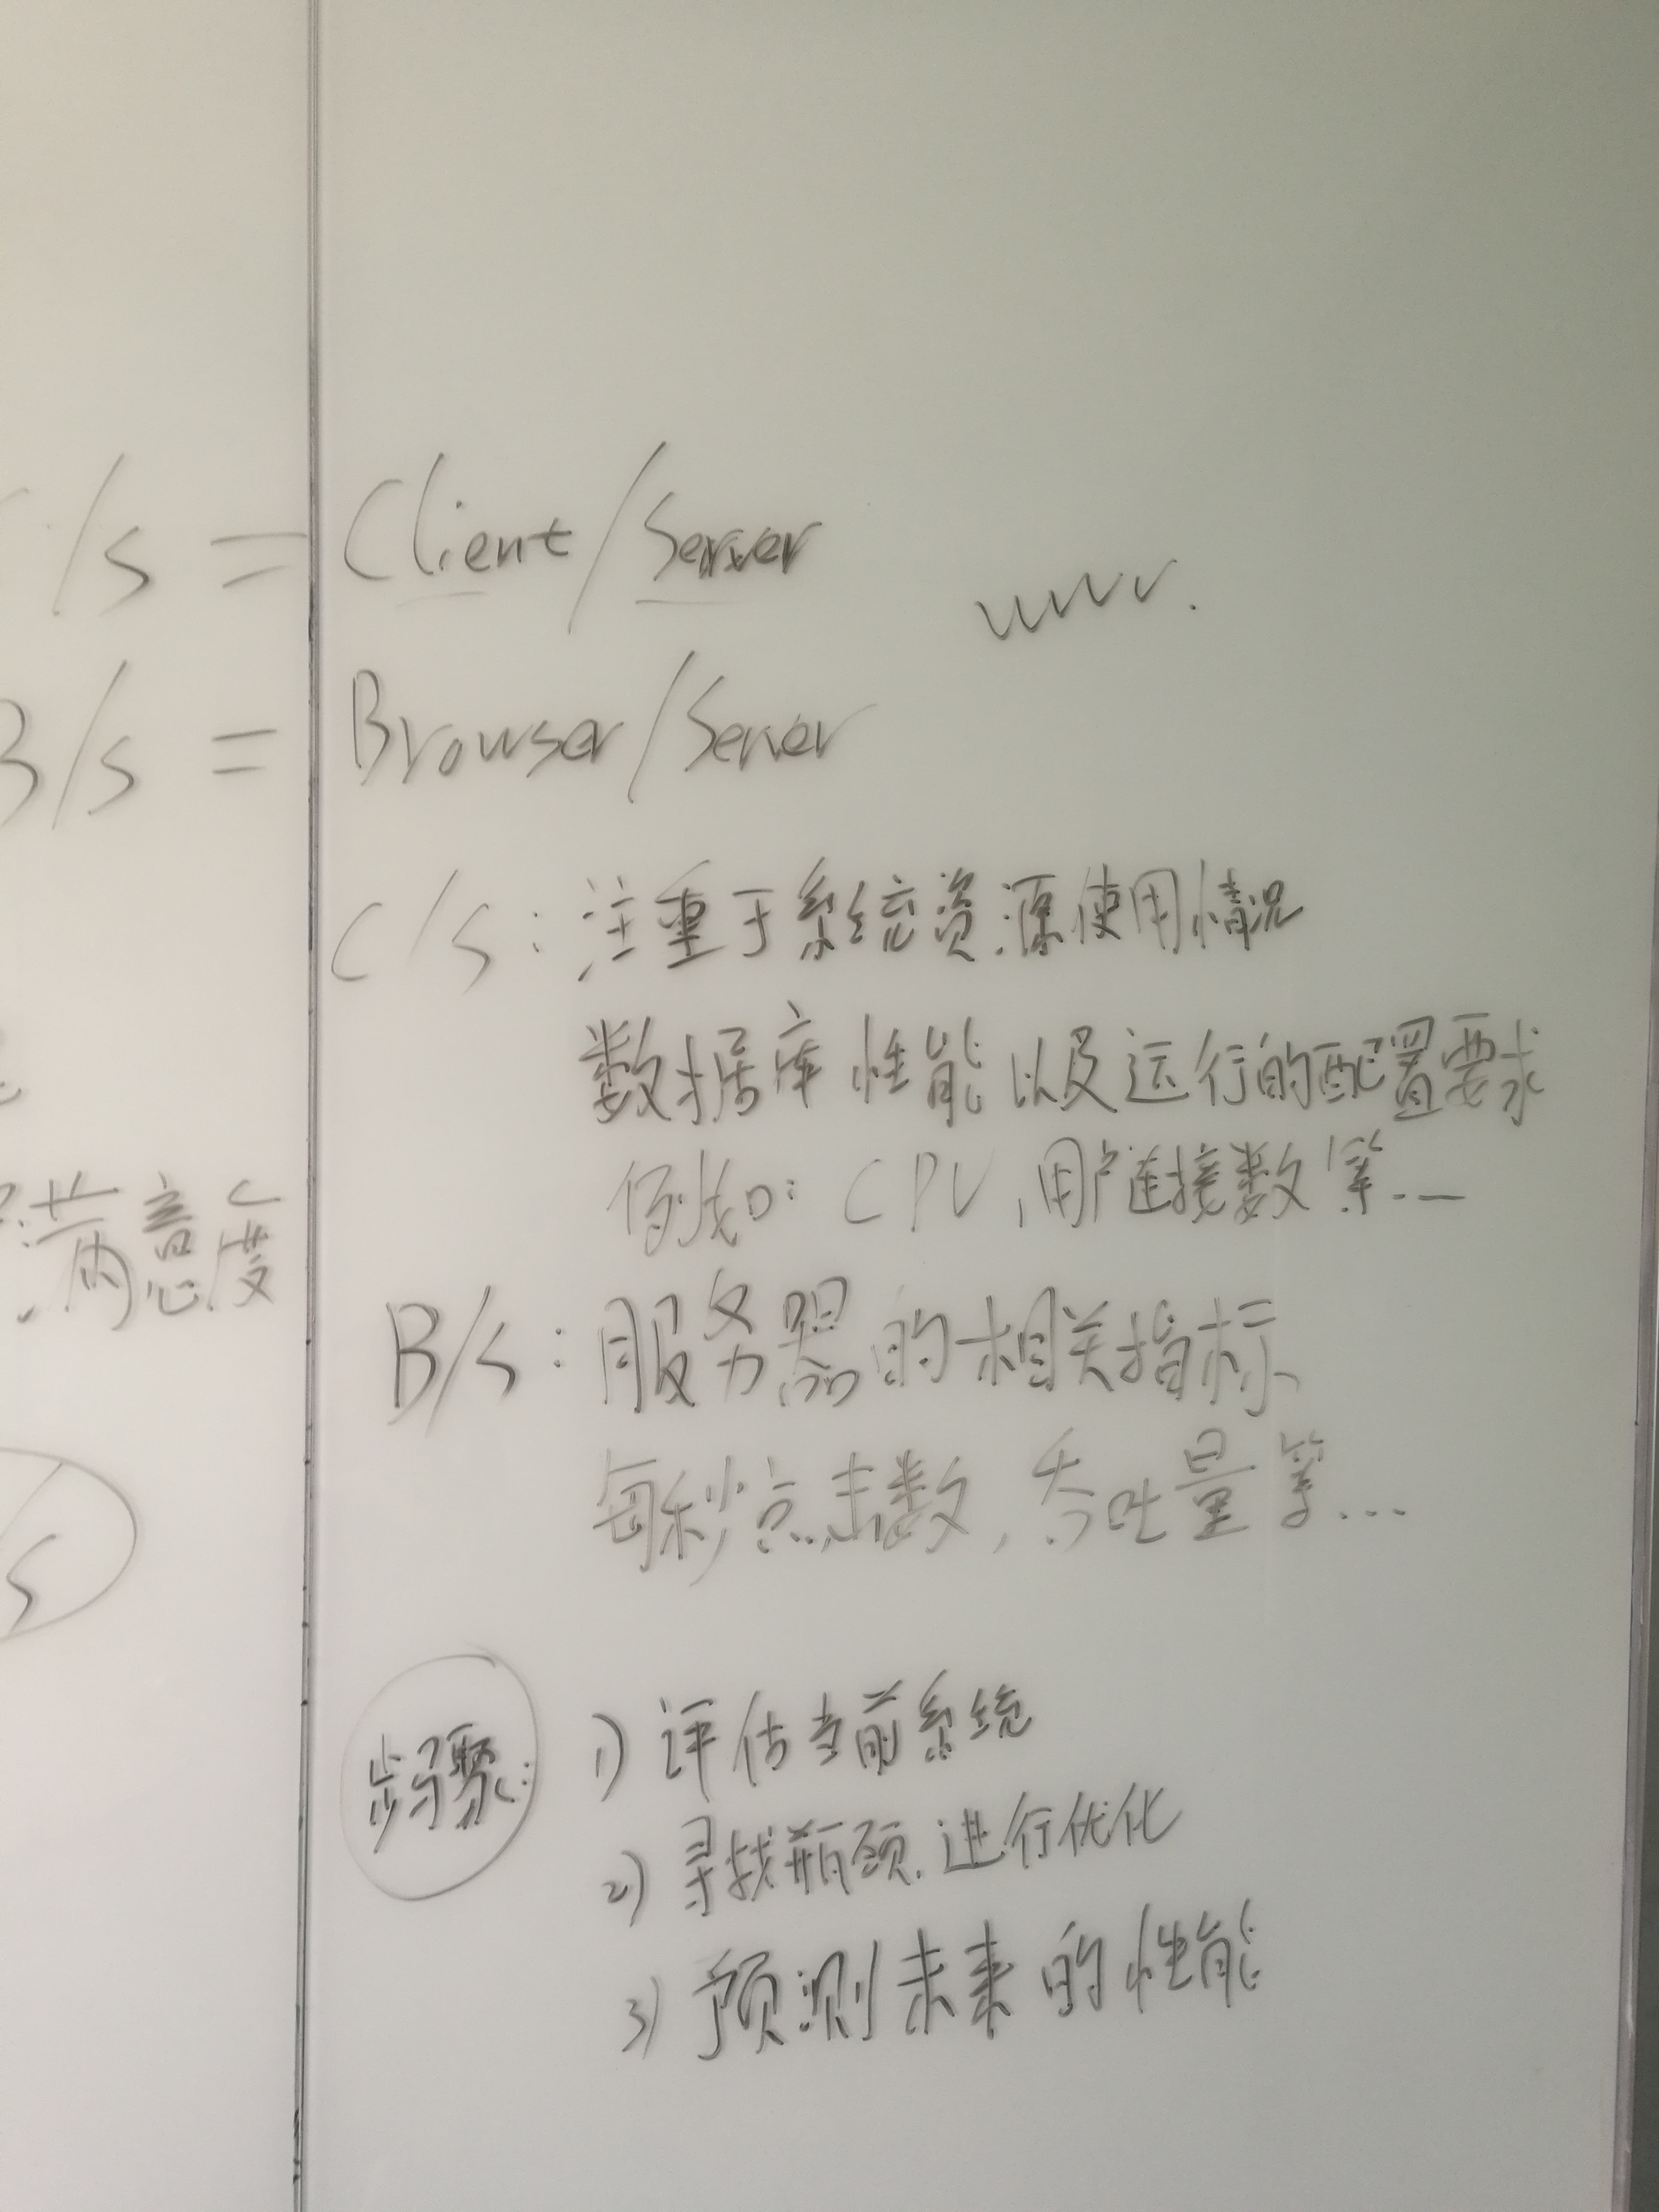 /s = Client/Server
www.
B/s = Browser/Server
C/s: 注重于系统资源使用情况
数据库性能以及运行的配置要求
例如: CPU, 用户连接数等...
满意度
B/s: 服务器的相关指标
每秒点击数, 吞吐量等...
/s
步骤:
1) 评估当前系统
2) 寻找瓶颈. 进行优化
3) 预测未来的性能